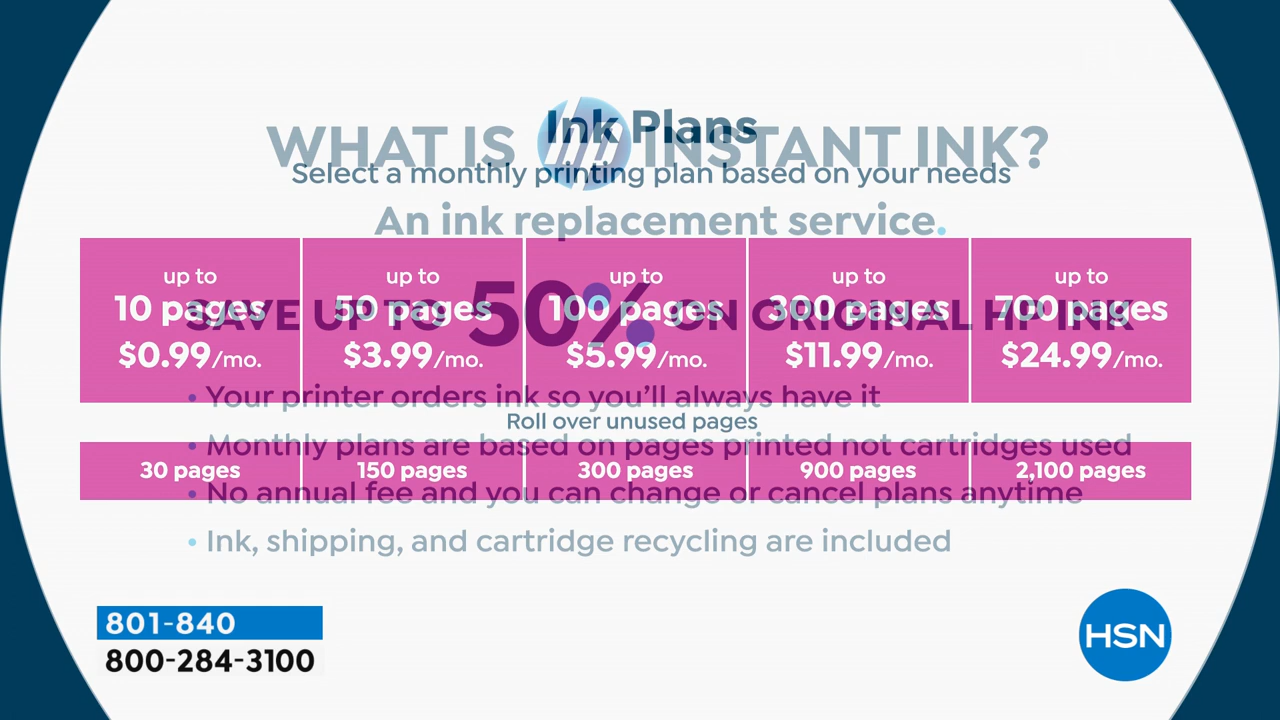 Ink Plans
WHAT IS hp INSTANT INK?
Select a monthly printing plan based on your needs
An ink replacement service.
up to up to up to up to up to
10 pages 50 pages 100 pages 300 pages 700 pages
SAVE UP TO 50% ON ORIGINAL HP INK
$0.99/mo. $3.99/mo. $5.99/mo. $11.99/mo. $24.99/mo.
• Your printer orders ink so you'll always have it
Roll over unused pages
• Monthly plans are based on pages printed not cartridges used
30 pages 150 pages 300 pages 900 pages 2,100 pages
• No annual fee and you can change or cancel plans anytime
• Ink, shipping, and cartridge recycling are included
801-840
800-284-3100
HSN